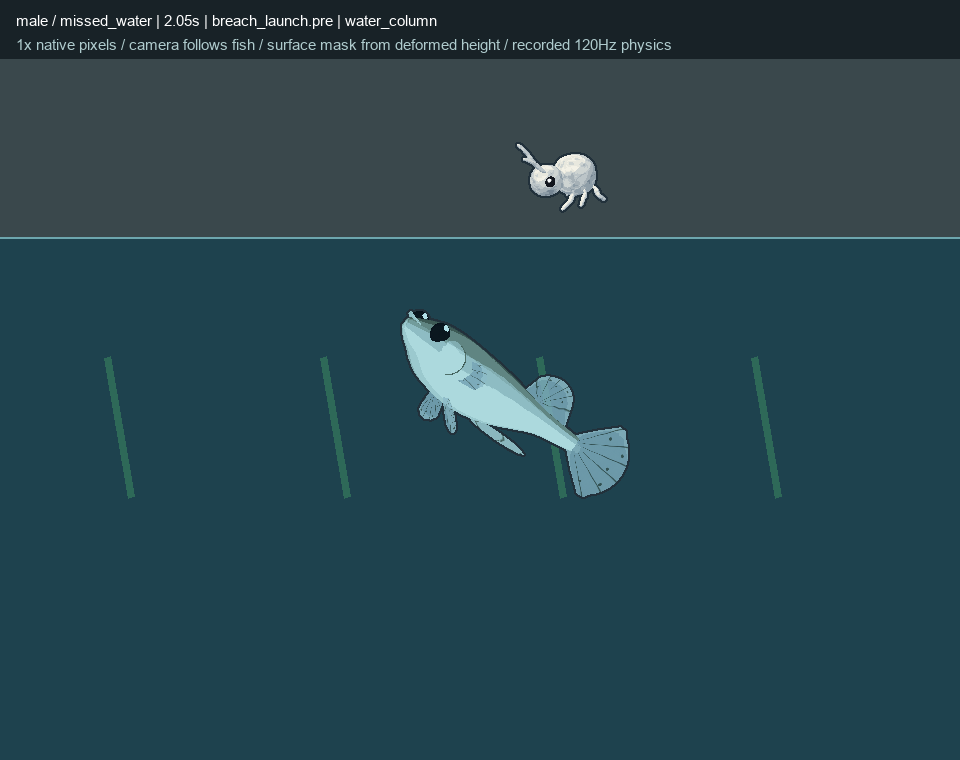 male / missed_water | 2.05s | breach_launch.pre | water_column
1x native pixels / camera follows fish / surface mask from deformed height / recorded 120Hz physics